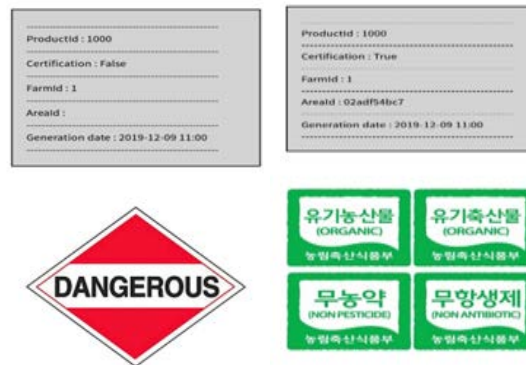 ProductId : 1000
Certification : False
FarmId : 1
AreaId :
Generation date : 2019-12-09 11:00
ProductId : 1000
Certification : True
FarmId : 1
AreaId : 02adf54bc7
Generation date : 2019-12-09 11:00
DANGEROUS
유기농산물
(ORGANIC)
농림축산식품부
유기축산물
(ORGANIC)
농림축산식품부
무농약
(NON PESTICIDE)
농림축산식품부
무항생제
(NON ANTIBIOTIC)
농림축산식품부